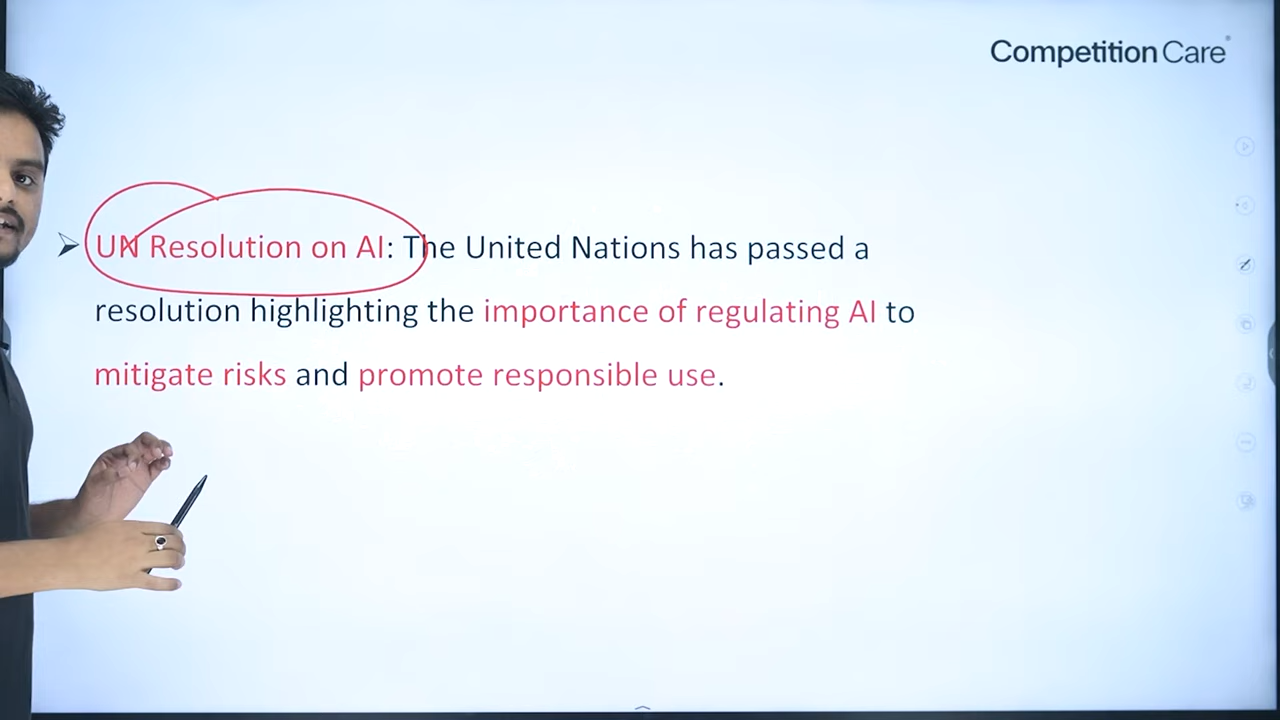 Competition Care
UN Resolution on AI: The United Nations has passed a
resolution highlighting the importance of regulating AI to
mitigate risks and promote responsible use.